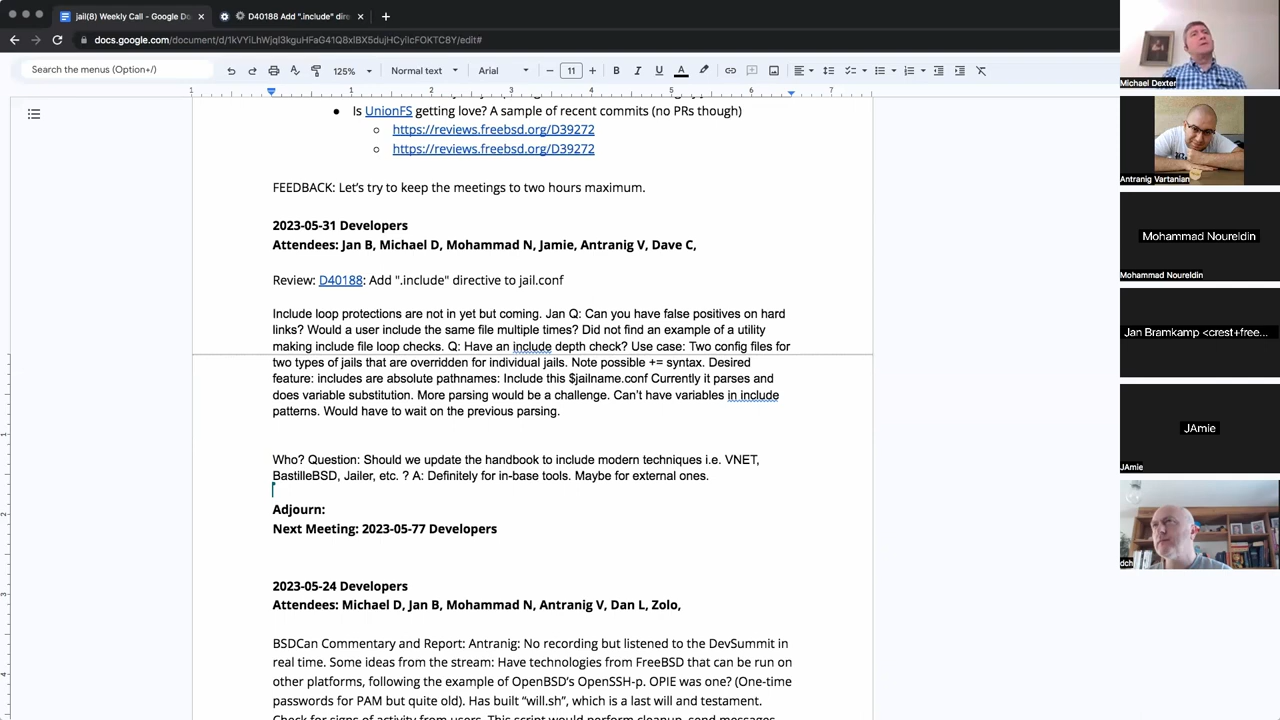 jail(8) Weekly Call - Google Do
D40188 Add ".include" dire
docs.google.com/document/d/1kVYiLhWjql3kguHFaG41Q8xlBX5dujHCyilcFOKTC8Y/edit#
Search the menus (Option+/)
125%
Normal text
Arial
11
Is UnionFS getting love? A sample of recent commits (no PRs though)
https://reviews.freebsd.org/D39272
https://reviews.freebsd.org/D39272
FEEDBACK: Let's try to keep the meetings to two hours maximum.
2023-05-31 Developers
Attendees: Jan B, Michael D, Mohammad N, Jamie, Antranig V, Dave C,
Review: D40188: Add ".include" directive to jail.conf
Include loop protections are not in yet but coming. Jan Q: Can you have false positives on hard
links? Would a user include the same file multiple times? Did not find an example of a utility
making include file loop checks. Q: Have an include depth check? Use case: Two config files for
two types of jails that are overridden for individual jails. Note possible += syntax. Desired
feature: includes are absolute pathnames: Include this $jailname.conf Currently it parses and
does variable substitution. More parsing would be a challenge. Can't have variables in include
patterns. Would have to wait on the previous parsing.
Who? Question: Should we update the handbook to include modern techniques i.e. VNET,
BastilleBSD, Jailer, etc. ? A: Definitely for in-base tools. Maybe for external ones.
Adjourn:
Next Meeting: 2023-05-77 Developers
2023-05-24 Developers
Attendees: Michael D, Jan B, Mohammad N, Antranig V, Dan L, Zolo,
BSDCan Commentary and Report: Antranig: No recording but listened to the DevSummit in
real time. Some ideas from the stream: Have technologies from FreeBSD that can be run on
other platforms, following the example of OpenBSD's OpenSSH-p. OPIE was one? (One-time
passwords for PAM but quite old). Has built "will.sh", which is a last will and testament.
Check for signs of activity from users. This script would perform cleanup, send messages
Michael Dexter
Antranig Vartanian
Mohammad Noureldin
Mohammad Noureldin
Jan Bramkamp <crest+free...
JAmie
JAmie
dch